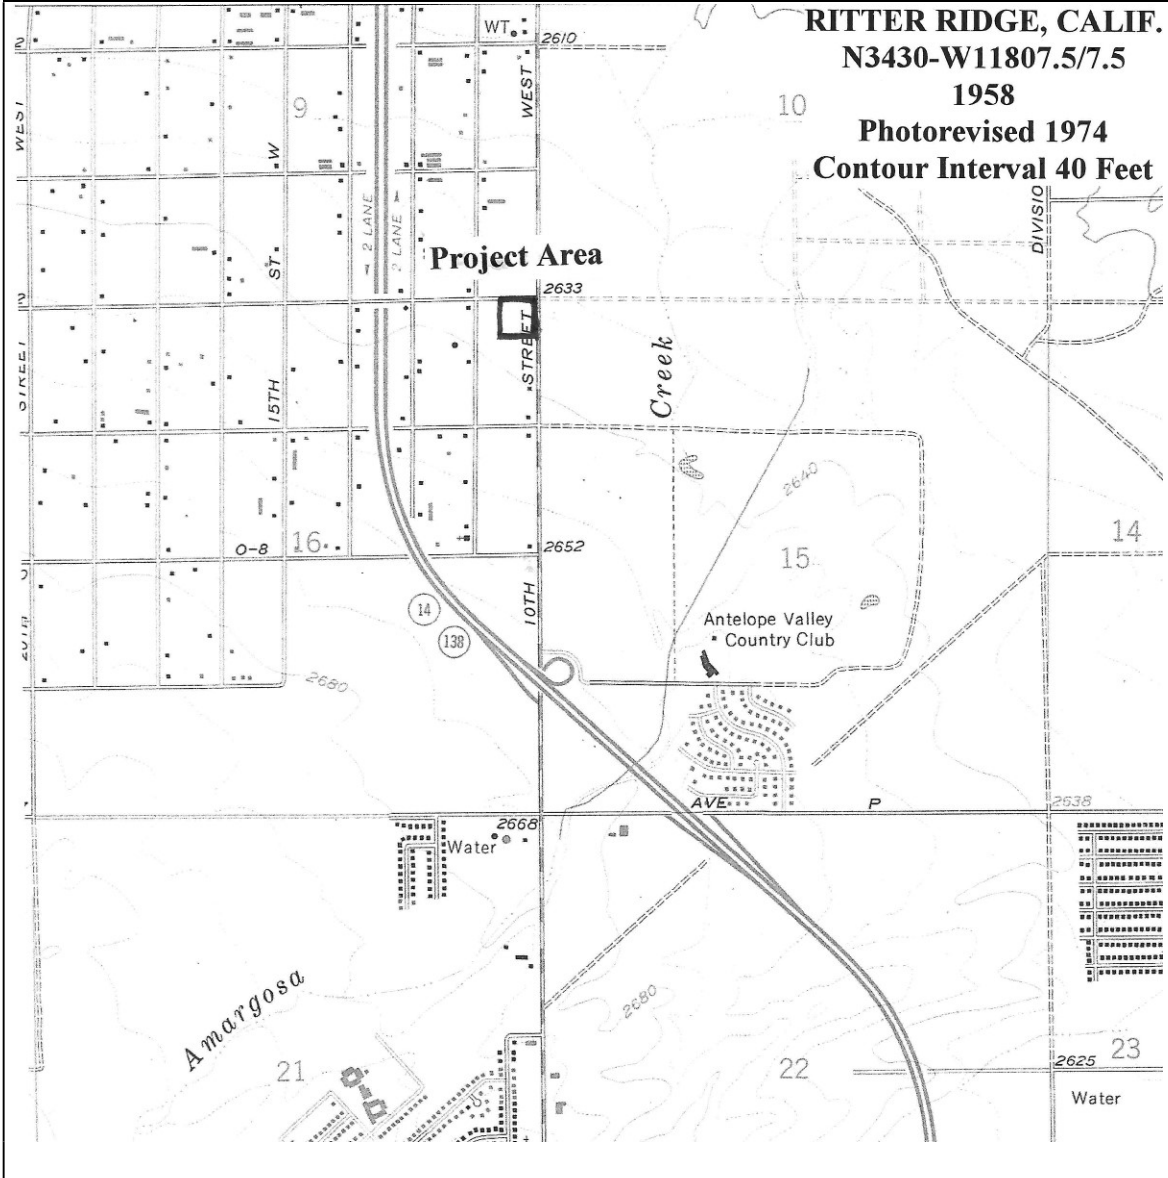 RITTER RIDGE, CALIF.
N3430-W11807.5/7.5
1958
Photorevised 1974
Contour Interval 40 Feet
WT
2610
WEST
WEST
9
10
W
2 LANE
2 LANE
DIVISIO
ST
Project Area
2633
STREET
STREET
Creek
15TH
2640
16
O-8
2652
15
14
10TH
14
138
Antelope Valley
Country Club
20TH
2680
AVE
P
2638
2668
Water
Amargosa
2680
21
22
2625
23
Water